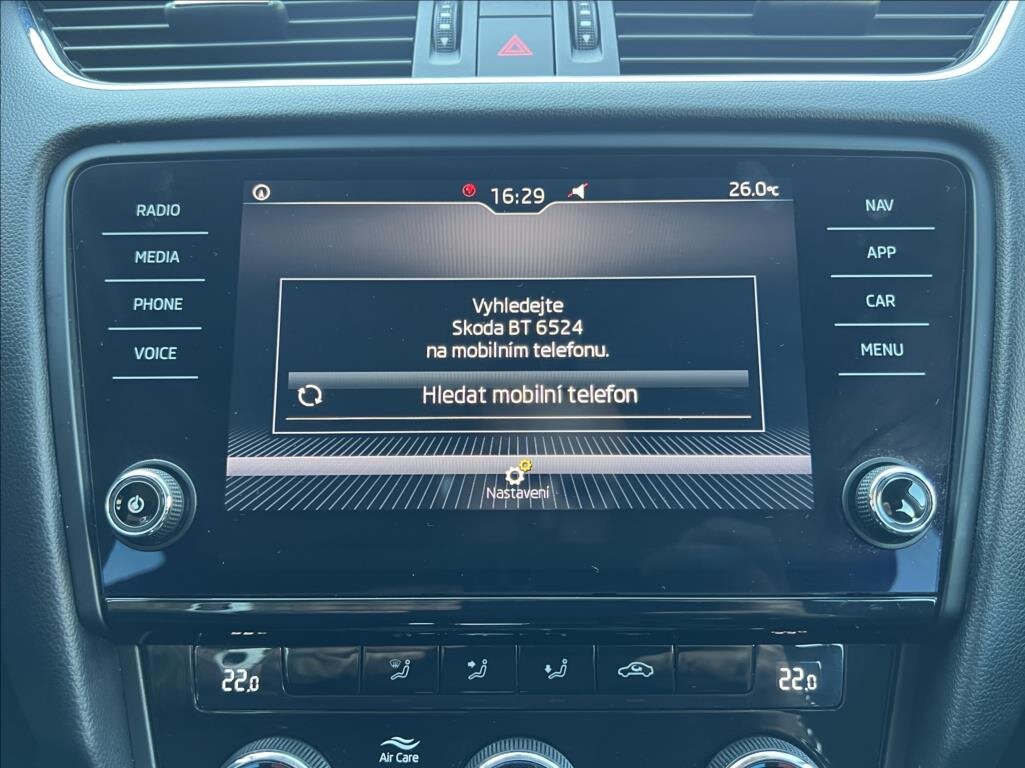 16:29
26.0°C
RADIO
NAV
MEDIA
APP
PHONE
CAR
VOICE
MENU
Vyhledejte
Skoda BT 6524
na mobilním telefonu.
Hledat mobilní telefon
Nastavení
22.0
22.0
Air Care